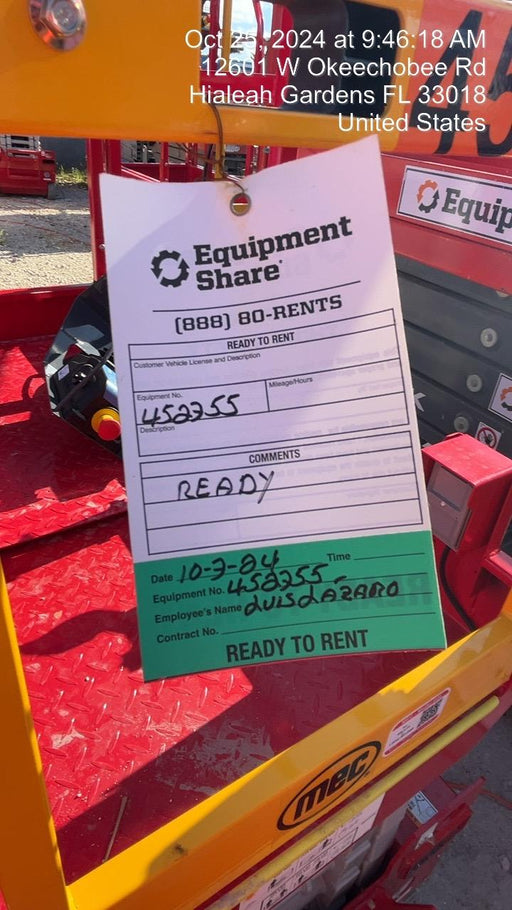 Oct 25, 2024 at 9:46:18 AM
12601 W Okeechobee Rd
Hialeah Gardens FL 33018
United States
Equip
Equipment
Share
(888) 80-RENTS
READY TO RENT
Customer Vehicle License and Description
Equipment No. Mileage/Hours
452255
Description
COMMENTS
READY
Date 10-3-24 Time
Equipment No. 452255
Employee's Name LUIS LAZARO
Contract No.
READY TO RENT
mec